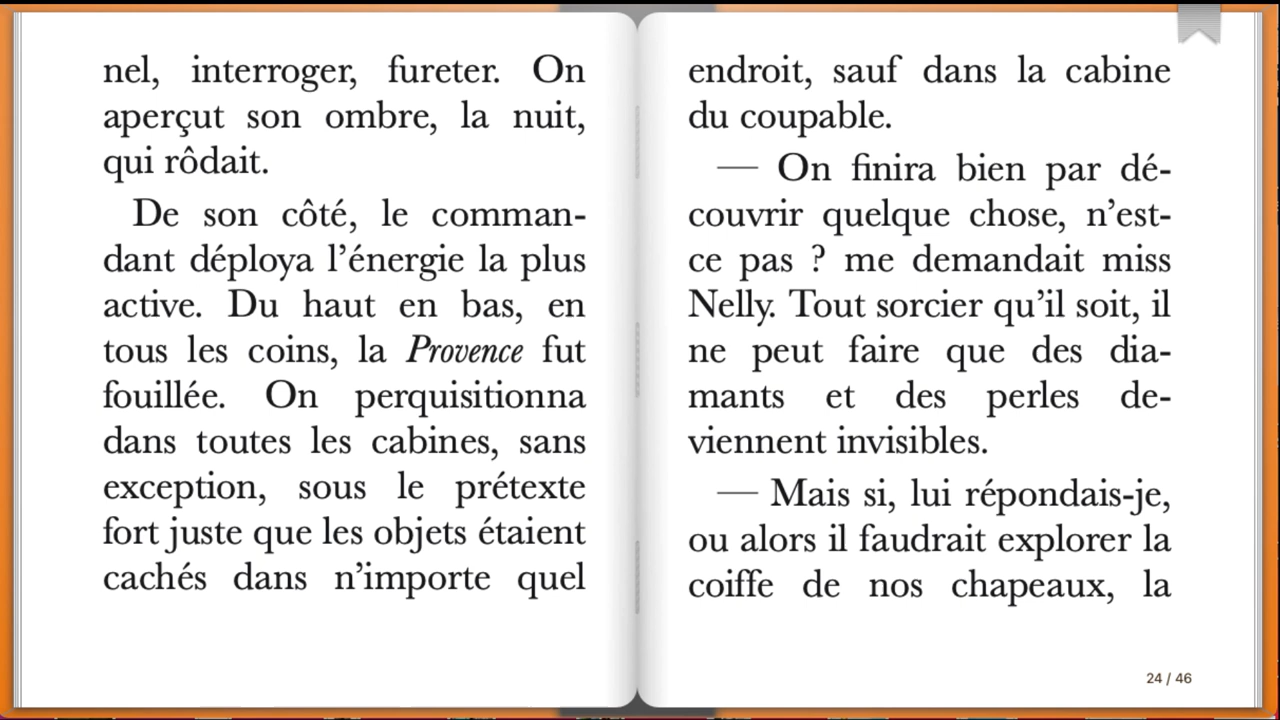 nel, interroger, fureter. On
aperçut son ombre, la nuit,
qui rôdait.
De son côté, le comman-
dant déploya l’énergie la plus
active. Du haut en bas, en
tous les coins, la Provence fut
fouillée. On perquisitionna
dans toutes les cabines, sans
exception, sous le prétexte
fort juste que les objets étaient
cachés dans n’importe quel
endroit, sauf dans la cabine
du coupable.
— On finira bien par dé-
couvrir quelque chose, n’est-
ce pas ? me demandait miss
Nelly. Tout sorcier qu’il soit, il
ne peut faire que des dia-
mants et des perles de-
viennent invisibles.
— Mais si, lui répondais-je,
ou alors il faudrait explorer la
coiffe de nos chapeaux, la
24 / 46